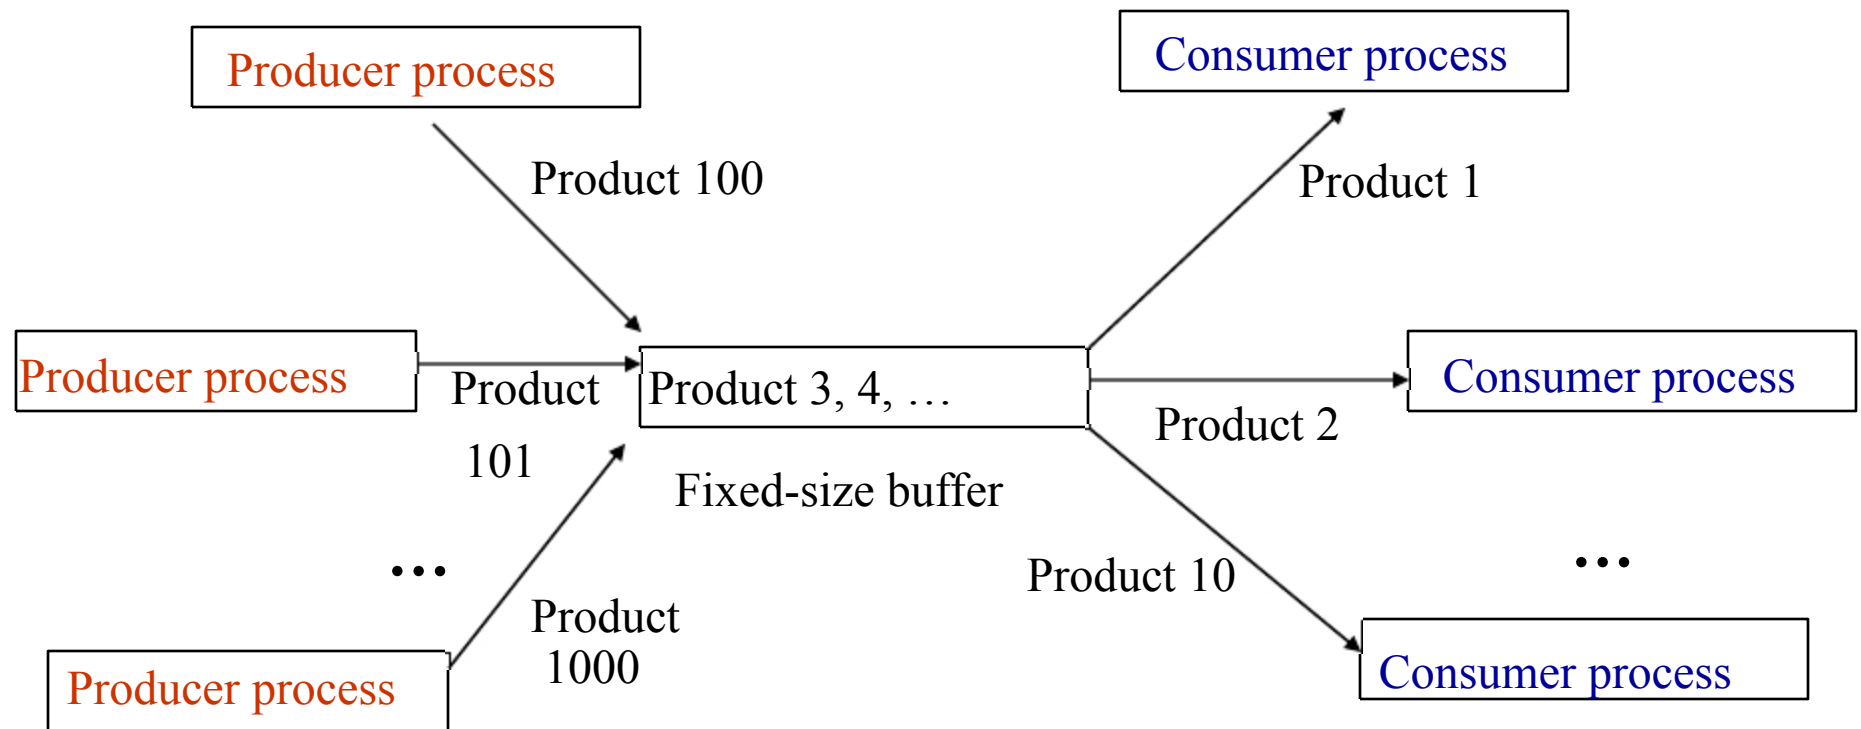 Producer process
Consumer process
Product 100
Product 1
Producer process
Product
101
Product 3, 4, …
Consumer process
Product 2
Fixed-size buffer
...
Product
1000
Product 10
...
Producer process
Consumer process